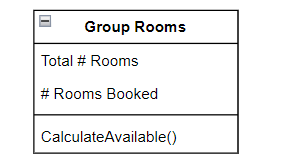 Group Rooms
Total # Rooms
# Rooms Booked
CalculateAvailable()